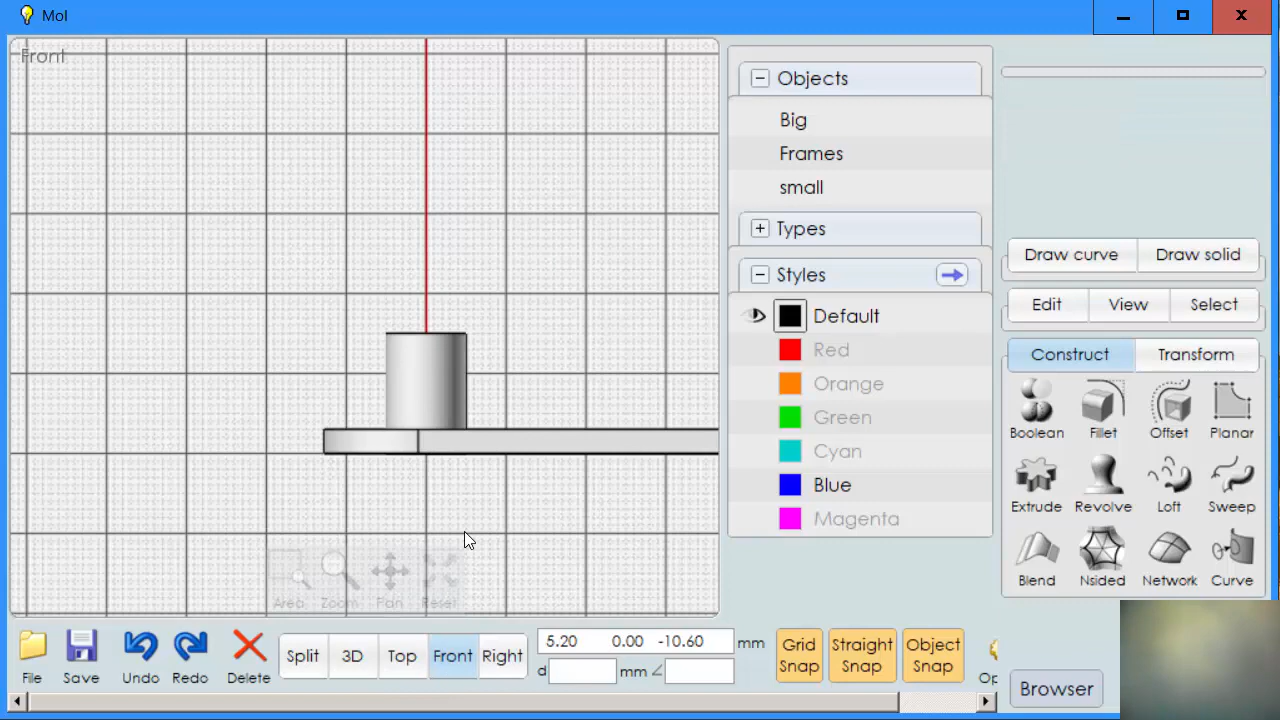 MoI
Front
Objects
Big
Frames
small
Types
Styles
Default
Red
Orange
Green
Cyan
Blue
Magenta
Draw curve Draw solid
Edit View Select
Construct Transform
Boolean Fillet Offset Planar
Extrude Revolve Loft Sweep
Blend Nsided Network Curve
Area Zoom Pan Reset
File Save Undo Redo Delete
Split 3D Top Front Right
5.20 0.00 -10.60 mm
d mm
Grid Snap
Straight Snap
Object Snap
Op
Browser